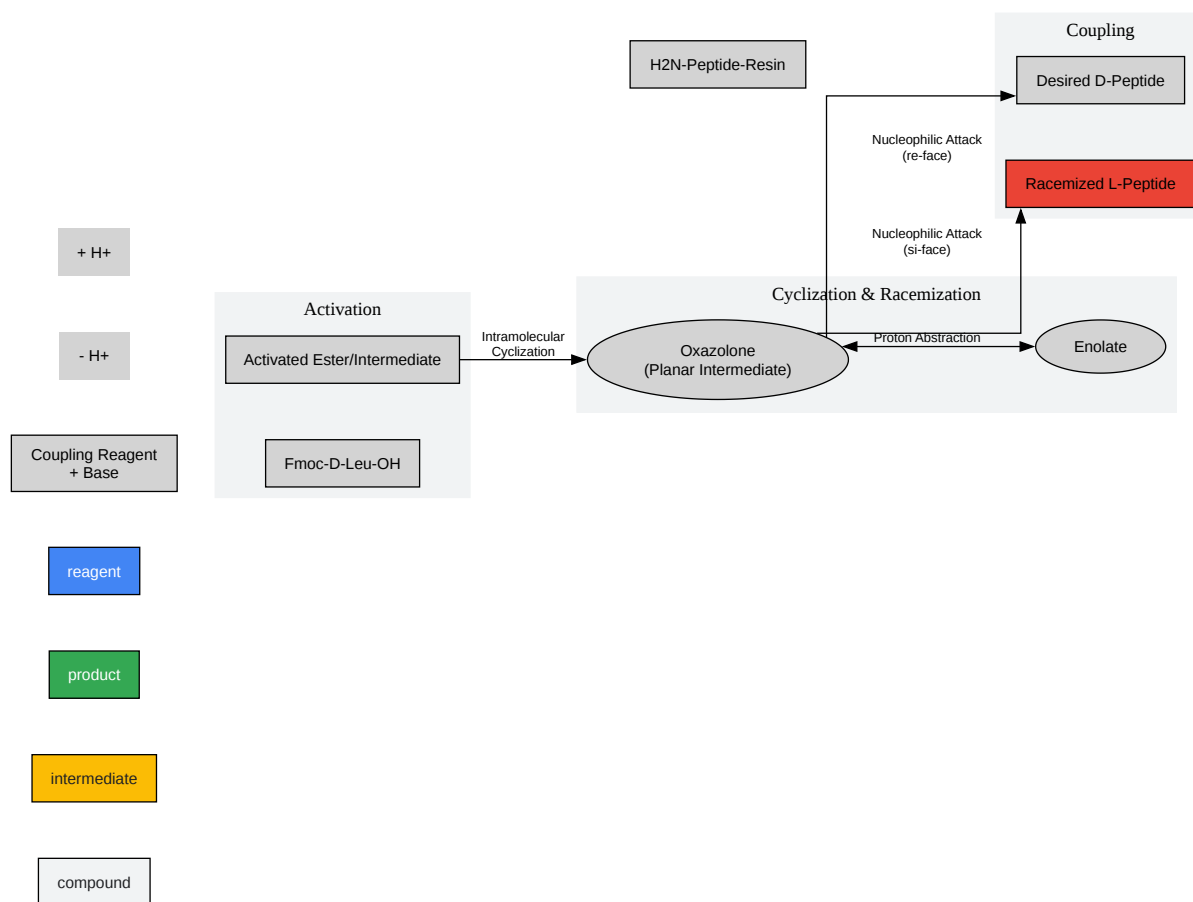 Coupling
H2N-Peptide-Resin
Desired D-Peptide
Nucleophilic Attack
(re-face)
Racemized L-Peptide
Nucleophilic Attack
(si-face)
+ H+
Cyclization & Racemization
Activation
- H+
Activated Ester/Intermediate
Intramolecular
Cyclization
Oxazolone
(Planar Intermediate)
Proton Abstraction
Enolate
Coupling Reagent
+ Base
Fmoc-D-Leu-OH
reagent
product
intermediate
compound